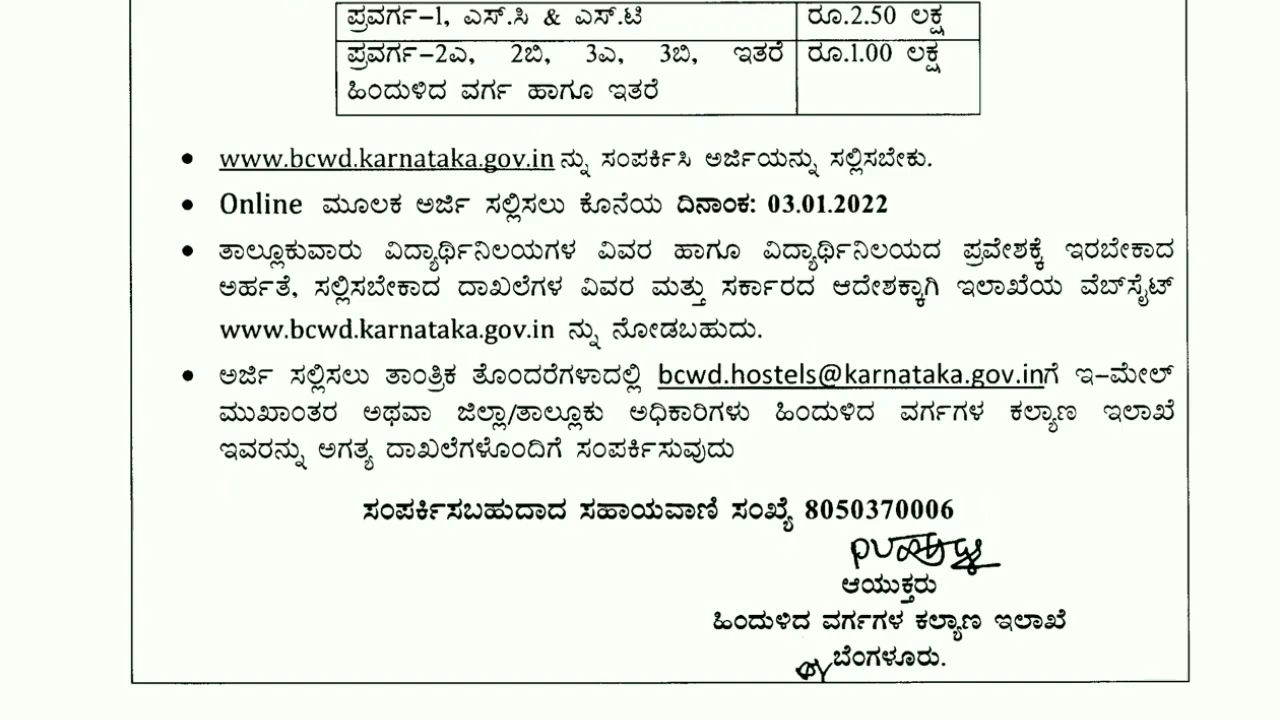 ಪ್ರವರ್ಗ-1, ಎಸ್.ಸಿ & ಎಸ್.ಟಿ ರೂ.2.50 ಲಕ್ಷ
ಪ್ರವರ್ಗ-2ಎ, 2ಬಿ, 3ಎ, 3ಬಿ, ಇತರೆ ರೂ.1.00 ಲಕ್ಷ
ಹಿಂದುಳಿದ ವರ್ಗ ಹಾಗೂ ಇತರೆ
• www.bcwd.karnataka.gov.in ನ್ನು ಸಂಪರ್ಕಿಸಿ ಅರ್ಜಿಯನ್ನು ಸಲ್ಲಿಸಬೇಕು.
• Online ಮೂಲಕ ಅರ್ಜಿ ಸಲ್ಲಿಸಲು ಕೊನೆಯ ದಿನಾಂಕ: 03.01.2022
• ತಾಲ್ಲೂಕುವಾರು ವಿದ್ಯಾರ್ಥಿನಿಲಯಗಳ ವಿವರ ಹಾಗೂ ವಿದ್ಯಾರ್ಥಿನಿಲಯದ ಪ್ರವೇಶಕ್ಕೆ ಇರಬೇಕಾದ
ಅರ್ಹತೆ, ಸಲ್ಲಿಸಬೇಕಾದ ದಾಖಲೆಗಳ ವಿವರ ಮತ್ತು ಸರ್ಕಾರದ ಆದೇಶಕ್ಕಾಗಿ ಇಲಾಖೆಯ ವೆಬ್‌ಸೈಟ್
www.bcwd.karnataka.gov.in ನ್ನು ನೋಡಬಹುದು.
• ಅರ್ಜಿ ಸಲ್ಲಿಸಲು ತಾಂತ್ರಿಕ ತೊಂದರೆಗಳಾದಲ್ಲಿ bcwd.hostels@karnataka.gov.inಗೆ ಇ-ಮೇಲ್
ಮುಖಾಂತರ ಅಥವಾ ಜಿಲ್ಲಾ/ತಾಲ್ಲೂಕು ಅಧಿಕಾರಿಗಳು ಹಿಂದುಳಿದ ವರ್ಗಗಳ ಕಲ್ಯಾಣ ಇಲಾಖೆ
ಇವರನ್ನು ಅಗತ್ಯ ದಾಖಲೆಗಳೊಂದಿಗೆ ಸಂಪರ್ಕಿಸುವುದು
ಸಂಪರ್ಕಿಸಬಹುದಾದ ಸಹಾಯವಾಣಿ ಸಂಖ್ಯೆ 8050370006
ಆಯುಕ್ತರು
ಹಿಂದುಳಿದ ವರ್ಗಗಳ ಕಲ್ಯಾಣ ಇಲಾಖೆ
ಬೆಂಗಳೂರು.